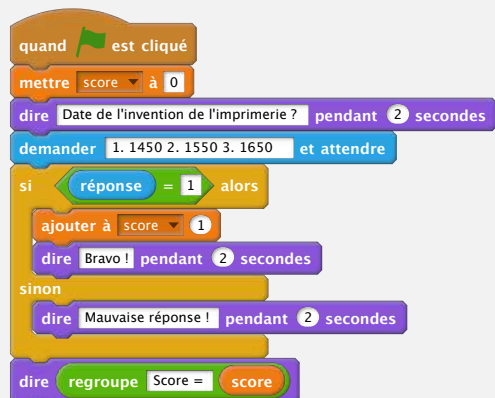 quand est cliqué
mettre score à 0
dire Date de l'invention de l'imprimerie ? pendant 2 secondes
demander 1. 1450 2. 1550 3. 1650 et attendre
si réponse = 1 alors
ajouter à score 1
dire Bravo ! pendant 2 secondes
sinon
dire Mauvaise réponse ! pendant 2 secondes
dire regroupe Score = score